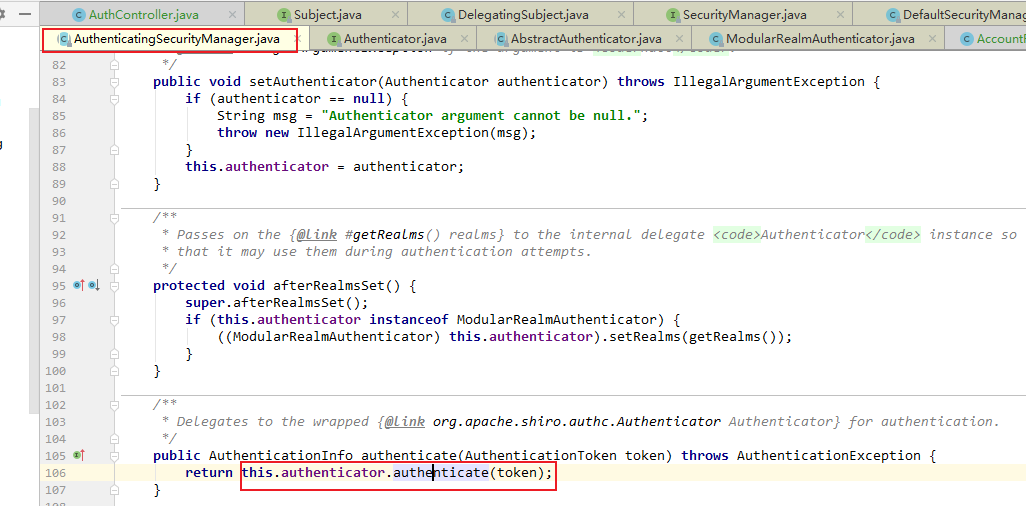 AuthController.java
Subject.java
DelegatingSubject.java
SecurityManager.java
DefaultSecurityManag
AuthenticatingSecurityManager.java
Authenticator.java
AbstractAuthenticator.java
ModularRealmAuthenticator.java
Account
82 */
83 public void setAuthenticator(Authenticator authenticator) throws IllegalArgumentException {
84 if (authenticator == null) {
85 String msg = "Authenticator argument cannot be null.";
86 throw new IllegalArgumentException(msg);
87 }
88 this.authenticator = authenticator;
89 }
90
91 /**
92 * Passes on the {@link #getRealms() realms} to the internal delegate <code>Authenticator</code> instance so
93 * that it may use them during authentication attempts.
94 */
95 protected void afterRealmsSet() {
96 super.afterRealmsSet();
97 if (this.authenticator instanceof ModularRealmAuthenticator) {
98 ((ModularRealmAuthenticator) this.authenticator).setRealms(getRealms());
99 }
100 }
101
102 /**
103 * Delegates to the wrapped {@link org.apache.shiro.authc.Authenticator Authenticator} for authentication.
104 */
105 public AuthenticationInfo authenticate(AuthenticationToken token) throws AuthenticationException {
106 return this.authenticator.authenticate(token);
107 }